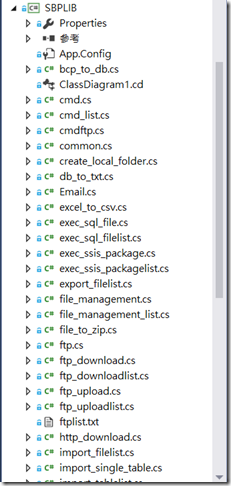 SBPLIB
Properties
參考
App.Config
bcp_to_db.cs
ClassDiagram1.cd
cmd.cs
cmd_list.cs
cmdftp.cs
common.cs
create_local_folder.cs
db_to_txt.cs
Email.cs
excel_to_csv.cs
exec_sql_file.cs
exec_sql_filelist.cs
exec_ssis_package.cs
exec_ssis_packagelist.cs
export_filelist.cs
file_management.cs
file_management_list.cs
file_to_zip.cs
ftp.cs
ftp_download.cs
ftp_downloadlist.cs
ftp_upload.cs
ftp_uploadlist.cs
ftplist.txt
http_download.cs
import_filelist.cs
import_single_table.cs
import_tablelist.cs